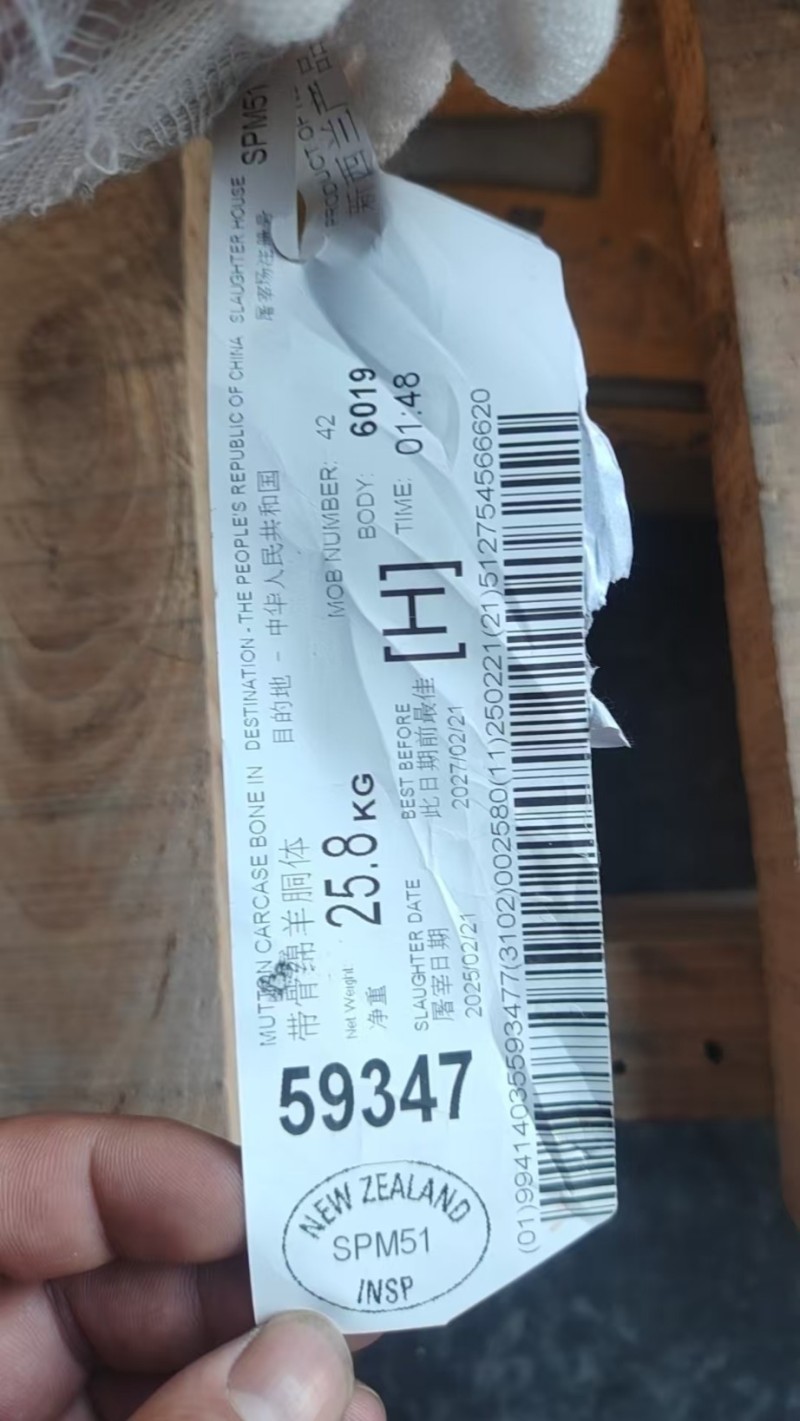 PRODUCT OF
新西兰产品
MUTTON CARCASE BONE IN DESTINATION - THE PEOPLE'S REPUBLIC OF CHINA SLAUGHTER HOUSE SPM51
带骨绵羊胴体 目的地 - 中华人民共和国 屠宰场注册号
Net Weight: 25.8 KG MOB NUMBER: 42
净重 BODY: 6019
SLAUGHTER DATE BEST BEFORE [H] TIME: 01:48
屠宰日期 此日期前最佳
2025/02/21 2027/02/21
59347
(01)99414035593477(3102)002580(11)250221(21)512754566620
NEW ZEALAND
SPM51
INSP